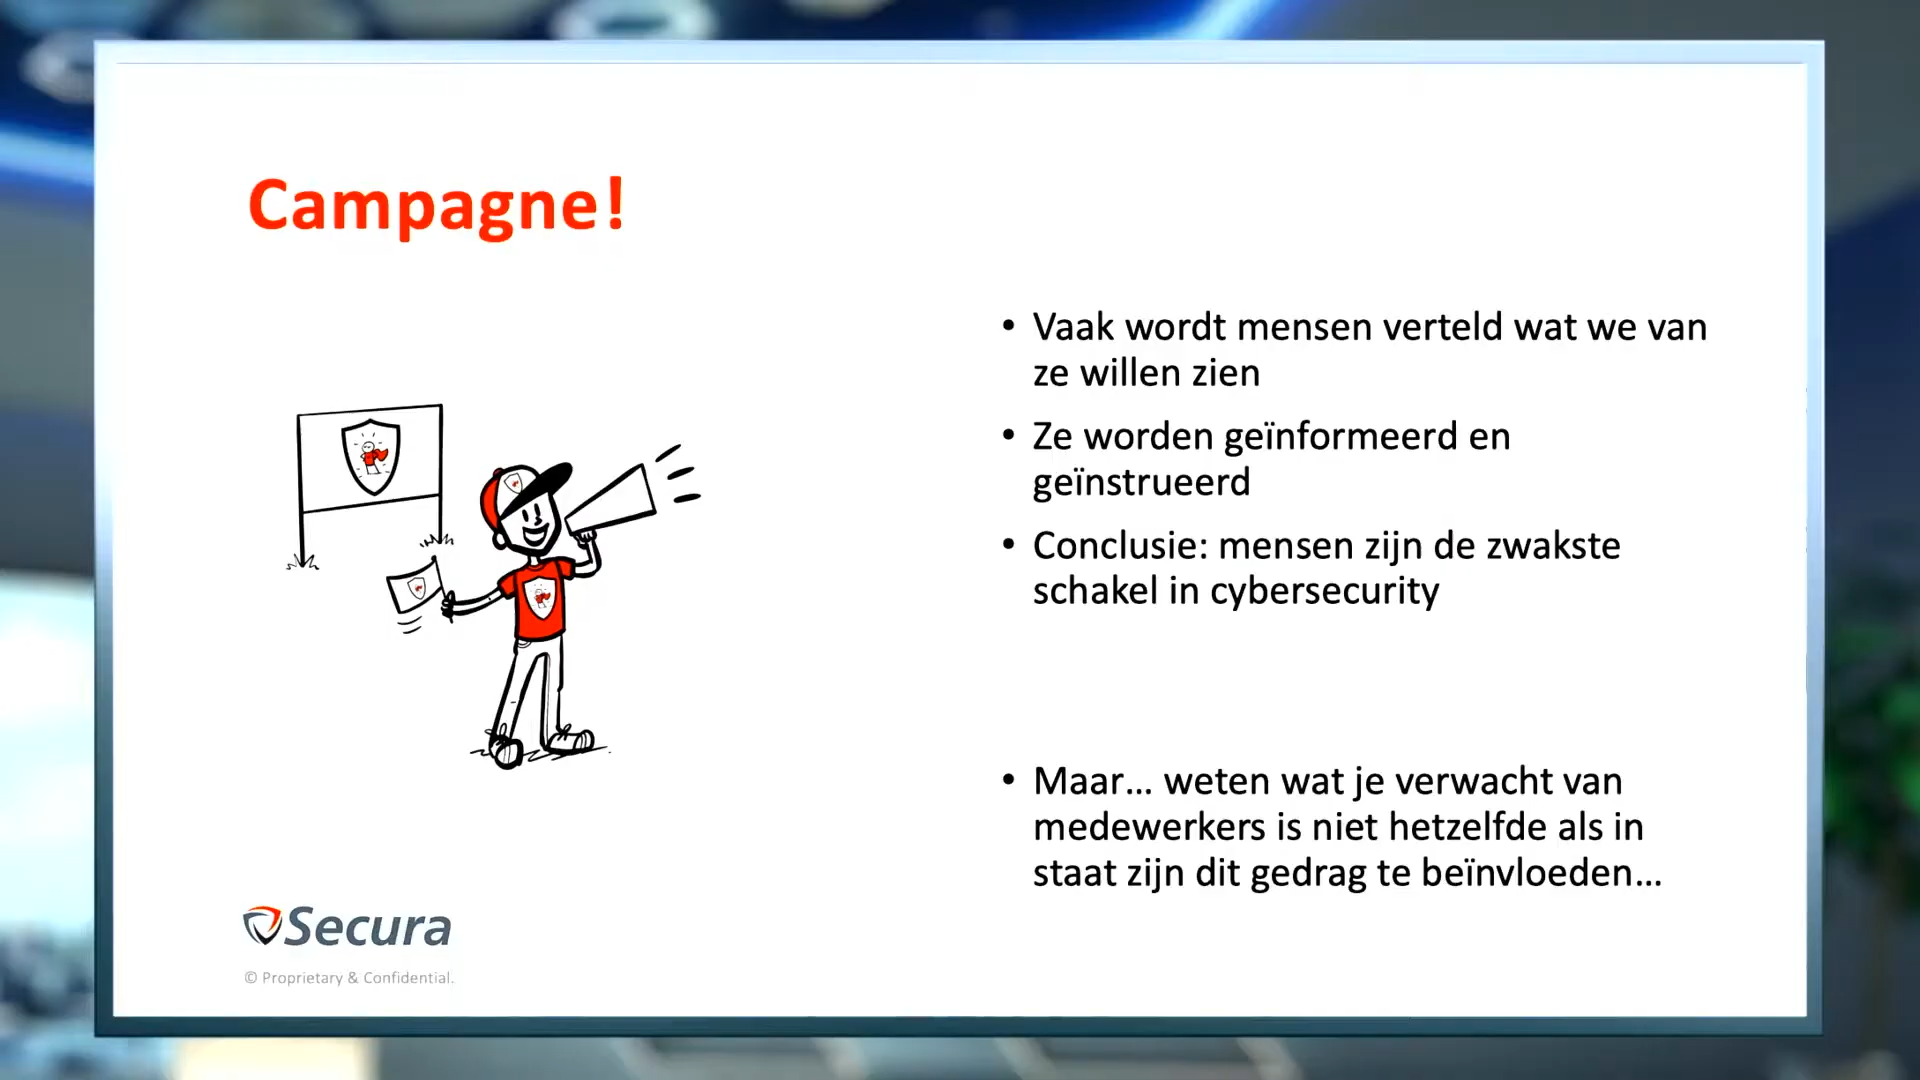 Campagne!
• Vaak wordt mensen verteld wat we van
ze willen zien
• Ze worden geïnformeerd en
geïnstrueerd
• Conclusie: mensen zijn de zwakste
schakel in cybersecurity
• Maar... weten wat je verwacht van
medewerkers is niet hetzelfde als in
staat zijn dit gedrag te beïnvloeden...
Secura
© Proprietary & Confidential.